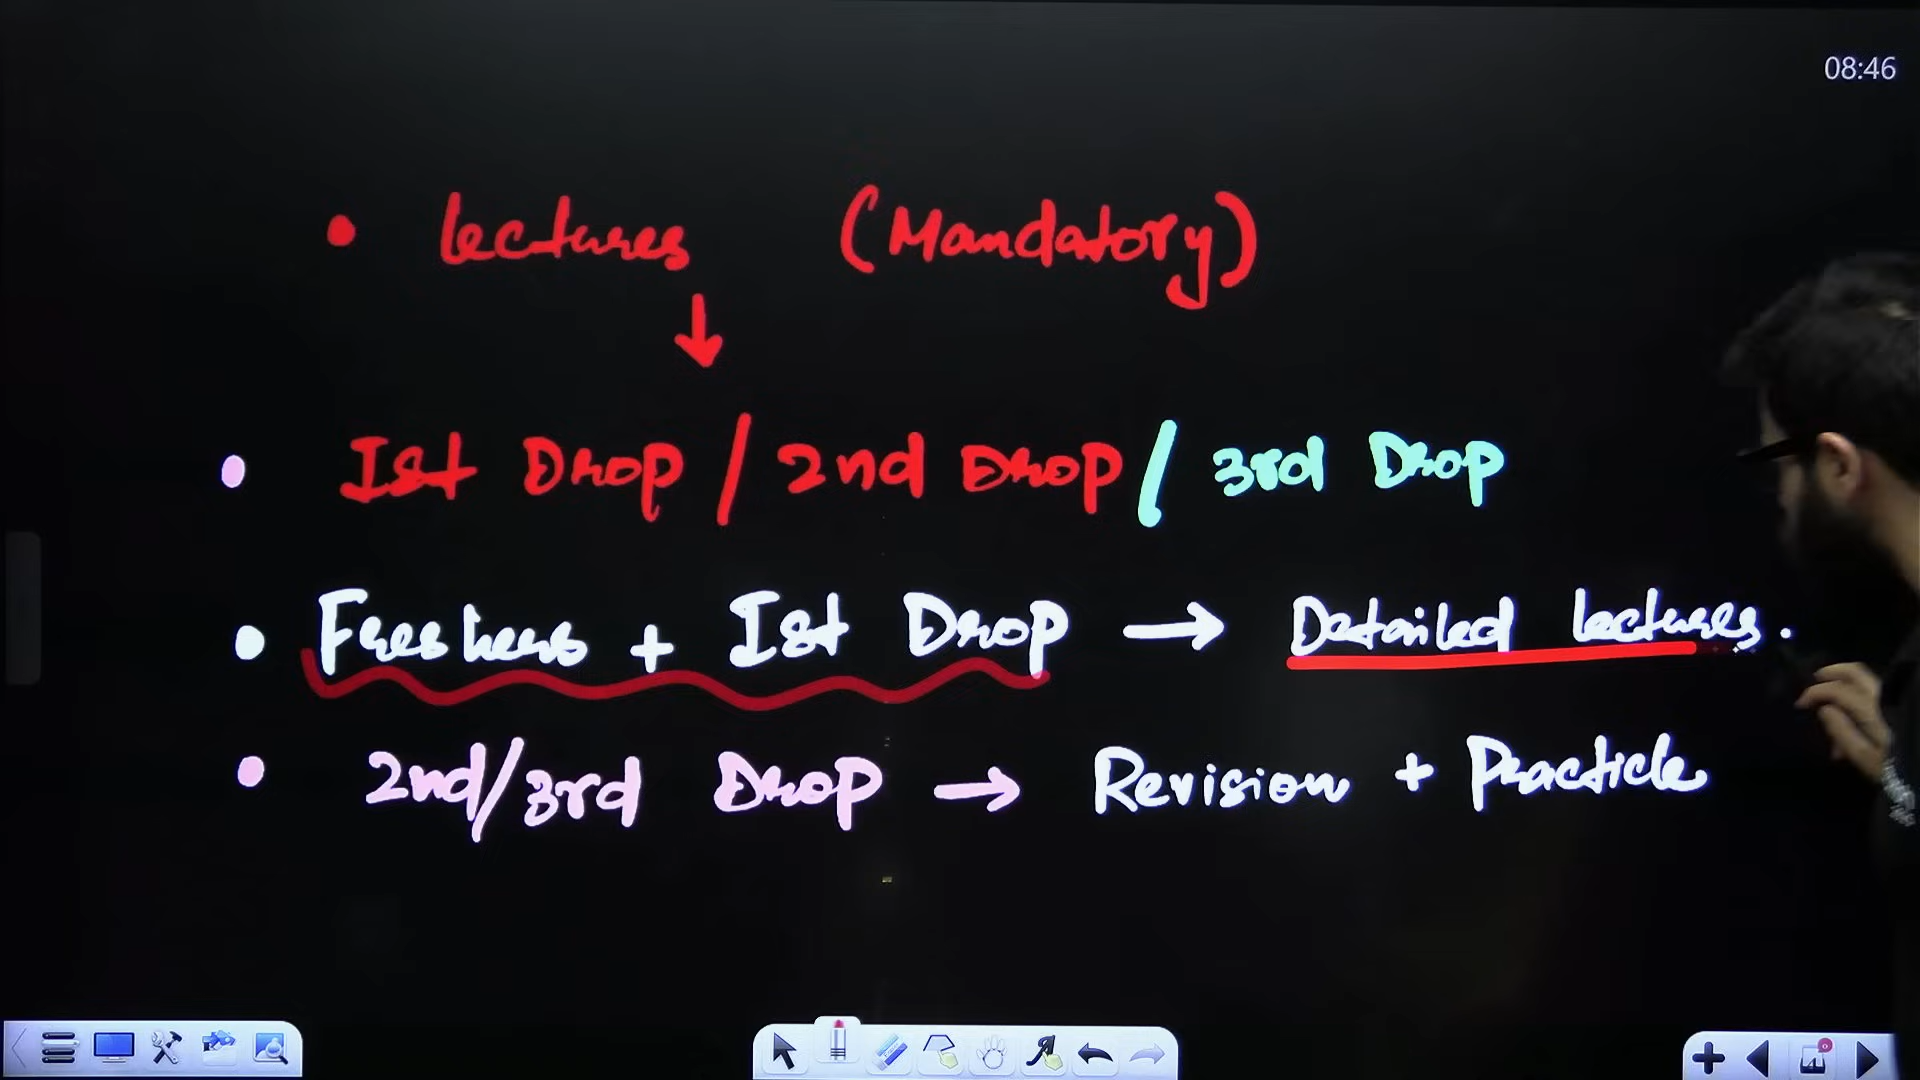 08:46
• Lectures (Mandatory)
↓
• Ist Drop / 2nd Drop / 3rd Drop
• Freshers + Ist Drop → Detailed lectures.
• 2nd/3rd Drop → Revision + Practicle